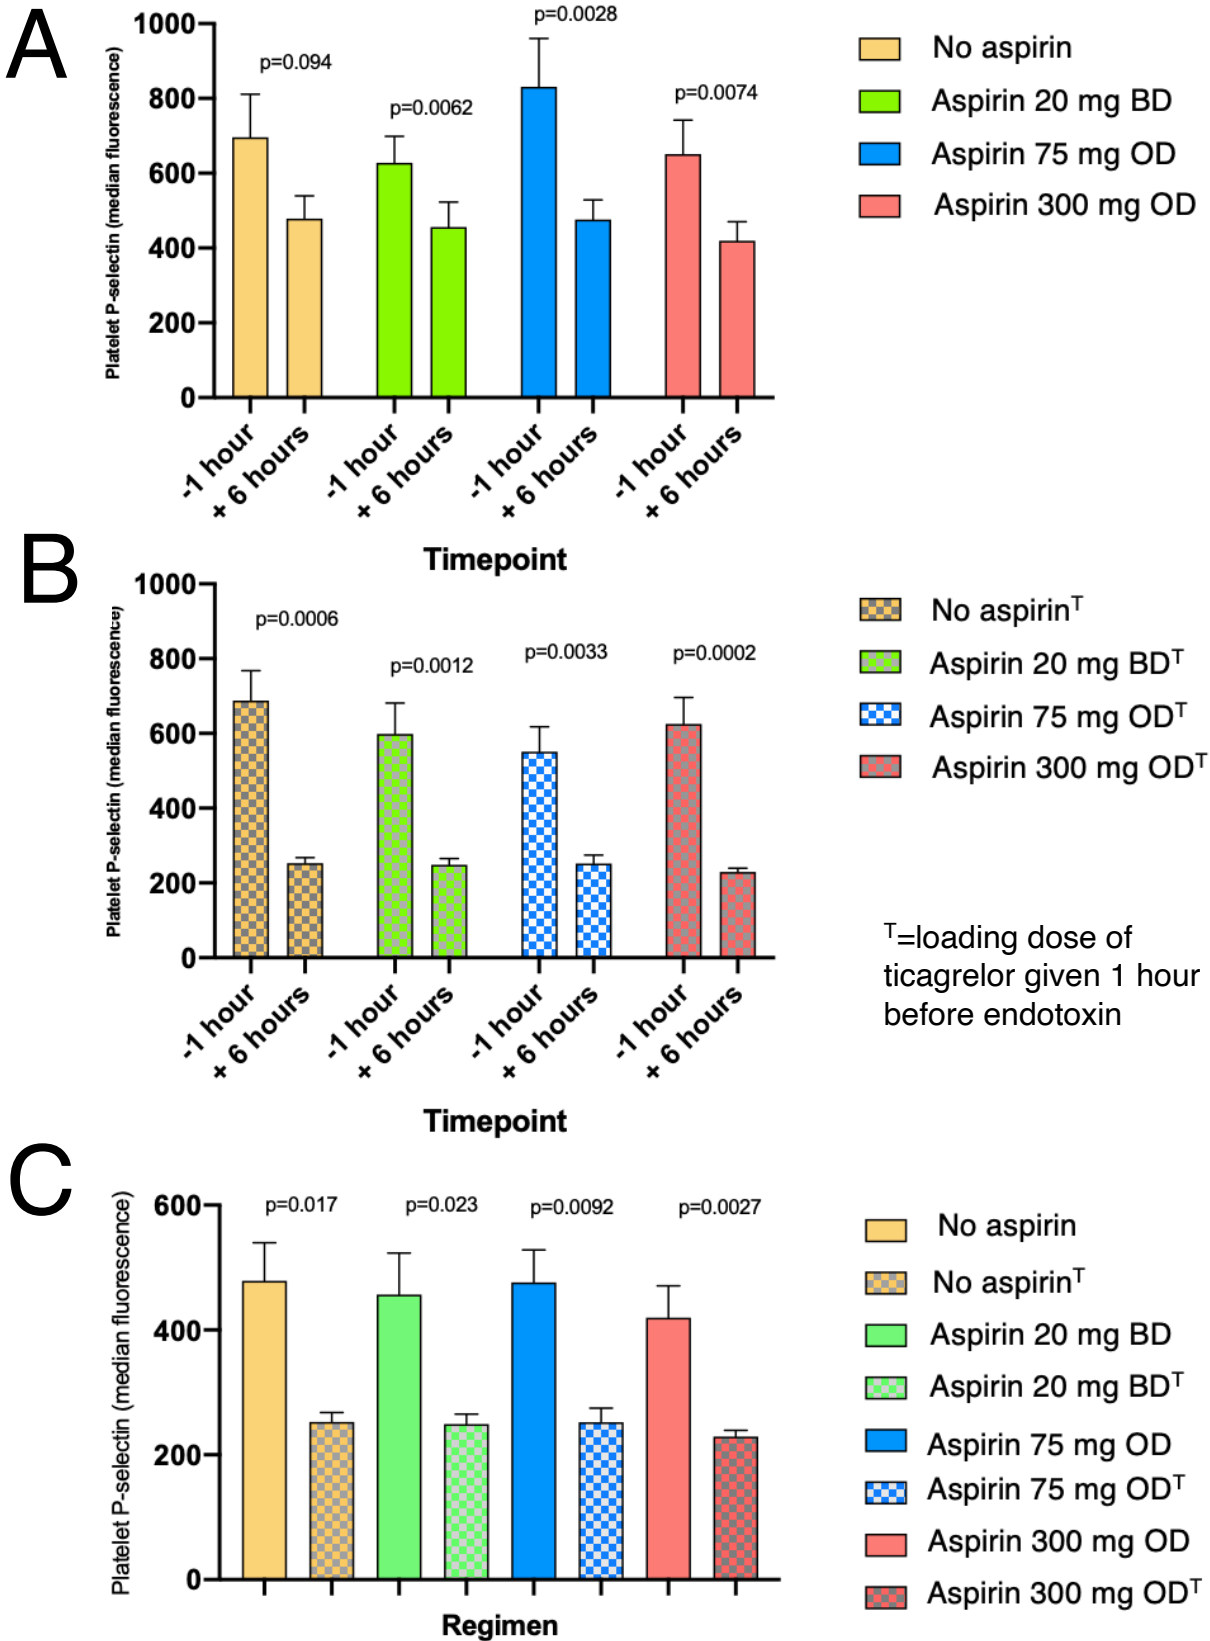 A
Platelet P-selectin (median fluorescence)
1000
800
600
400
200
0
p=0.094
p=0.0062
p=0.0028
p=0.0074
-1 hour
+ 6 hours
-1 hour
+ 6 hours
-1 hour
+ 6 hours
-1 hour
+ 6 hours
Timepoint
No aspirin
Aspirin 20 mg BD
Aspirin 75 mg OD
Aspirin 300 mg OD
B
Platelet P-selectin (median fluorescence)
1000
800
600
400
200
0
p=0.0006
p=0.0012
p=0.0033
p=0.0002
-1 hour
+ 6 hours
-1 hour
+ 6 hours
-1 hour
+ 6 hours
-1 hour
+ 6 hours
Timepoint
No aspirinᵀ
Aspirin 20 mg BDᵀ
Aspirin 75 mg ODᵀ
Aspirin 300 mg ODᵀ
ᵀ=loading dose of
ticagrelor given 1 hour
before endotoxin
C
Platelet P-selectin (median fluorescence)
600
400
200
0
p=0.017
p=0.023
p=0.0092
p=0.0027
Regimen
No aspirin
No aspirinᵀ
Aspirin 20 mg BD
Aspirin 20 mg BDᵀ
Aspirin 75 mg OD
Aspirin 75 mg ODᵀ
Aspirin 300 mg OD
Aspirin 300 mg ODᵀ